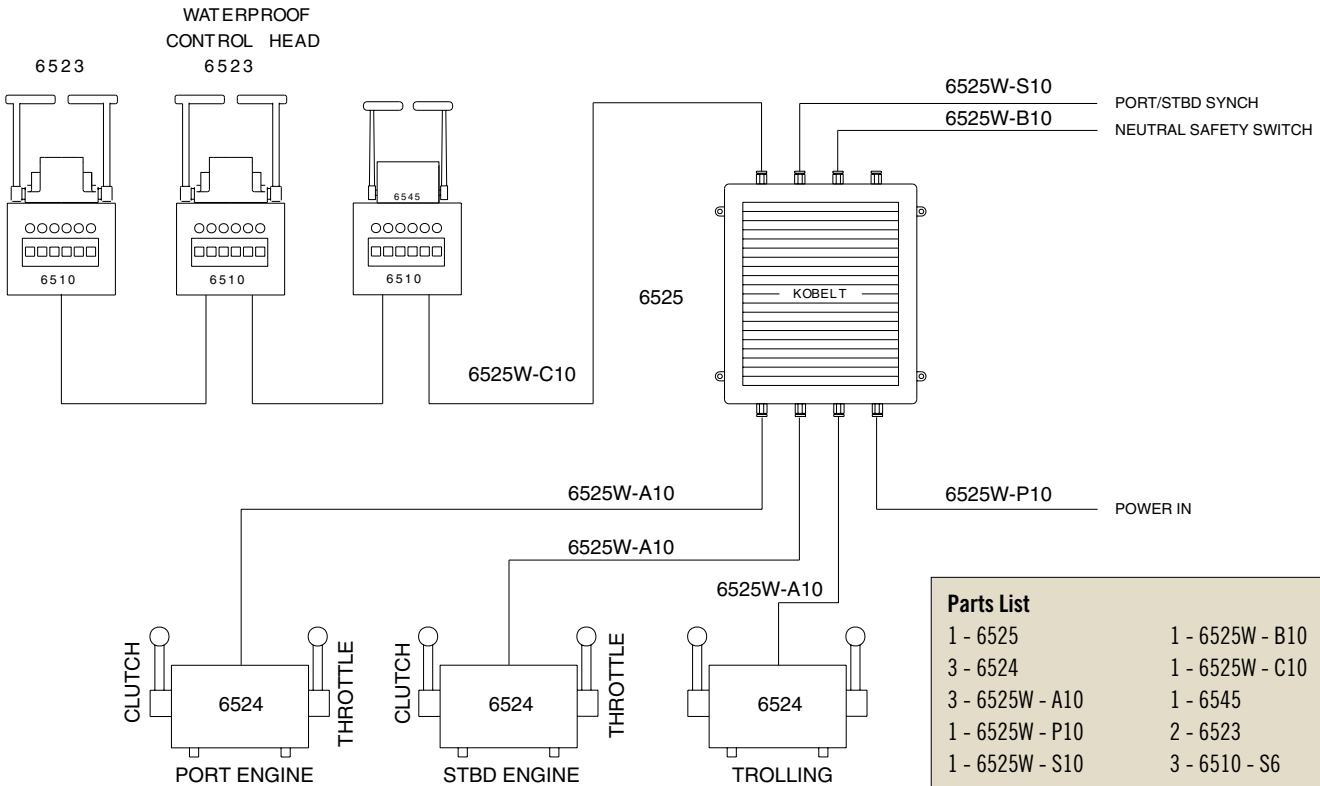 WATERPROOF
CONTROL HEAD
6523
6523
6545
6510
6510
6510
6525W-C10
6525W-S10
PORT/STBD SYNCH
6525W-B10
NEUTRAL SAFETY SWITCH
6525
KOBELT
6525W-A10
6525W-P10
POWER IN
6525W-A10
6525W-A10
CLUTCH
6524
THROTTLE
PORT ENGINE
CLUTCH
6524
THROTTLE
STBD ENGINE
6524
TROLLING
Parts List
1 - 6525
3 - 6524
3 - 6525W - A10
1 - 6525W - P10
1 - 6525W - S10
1 - 6525W - B10
1 - 6525W - C10
1 - 6545
2 - 6523
3 - 6510 - S6